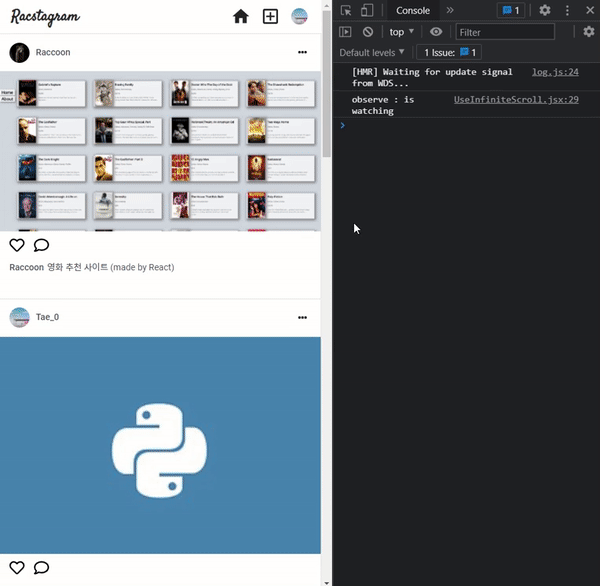 Racstagram
Raccoon
Home
About
The Godfather
Raccoon 영화 추천 사이트 (made by React)
Tae_0
Console
1
top
Filter
Default levels
1 Issue: 1
[HMR] Waiting for update signal from WDS... log.js:24
observe : is watching UseInfiniteScroll.jsx:29